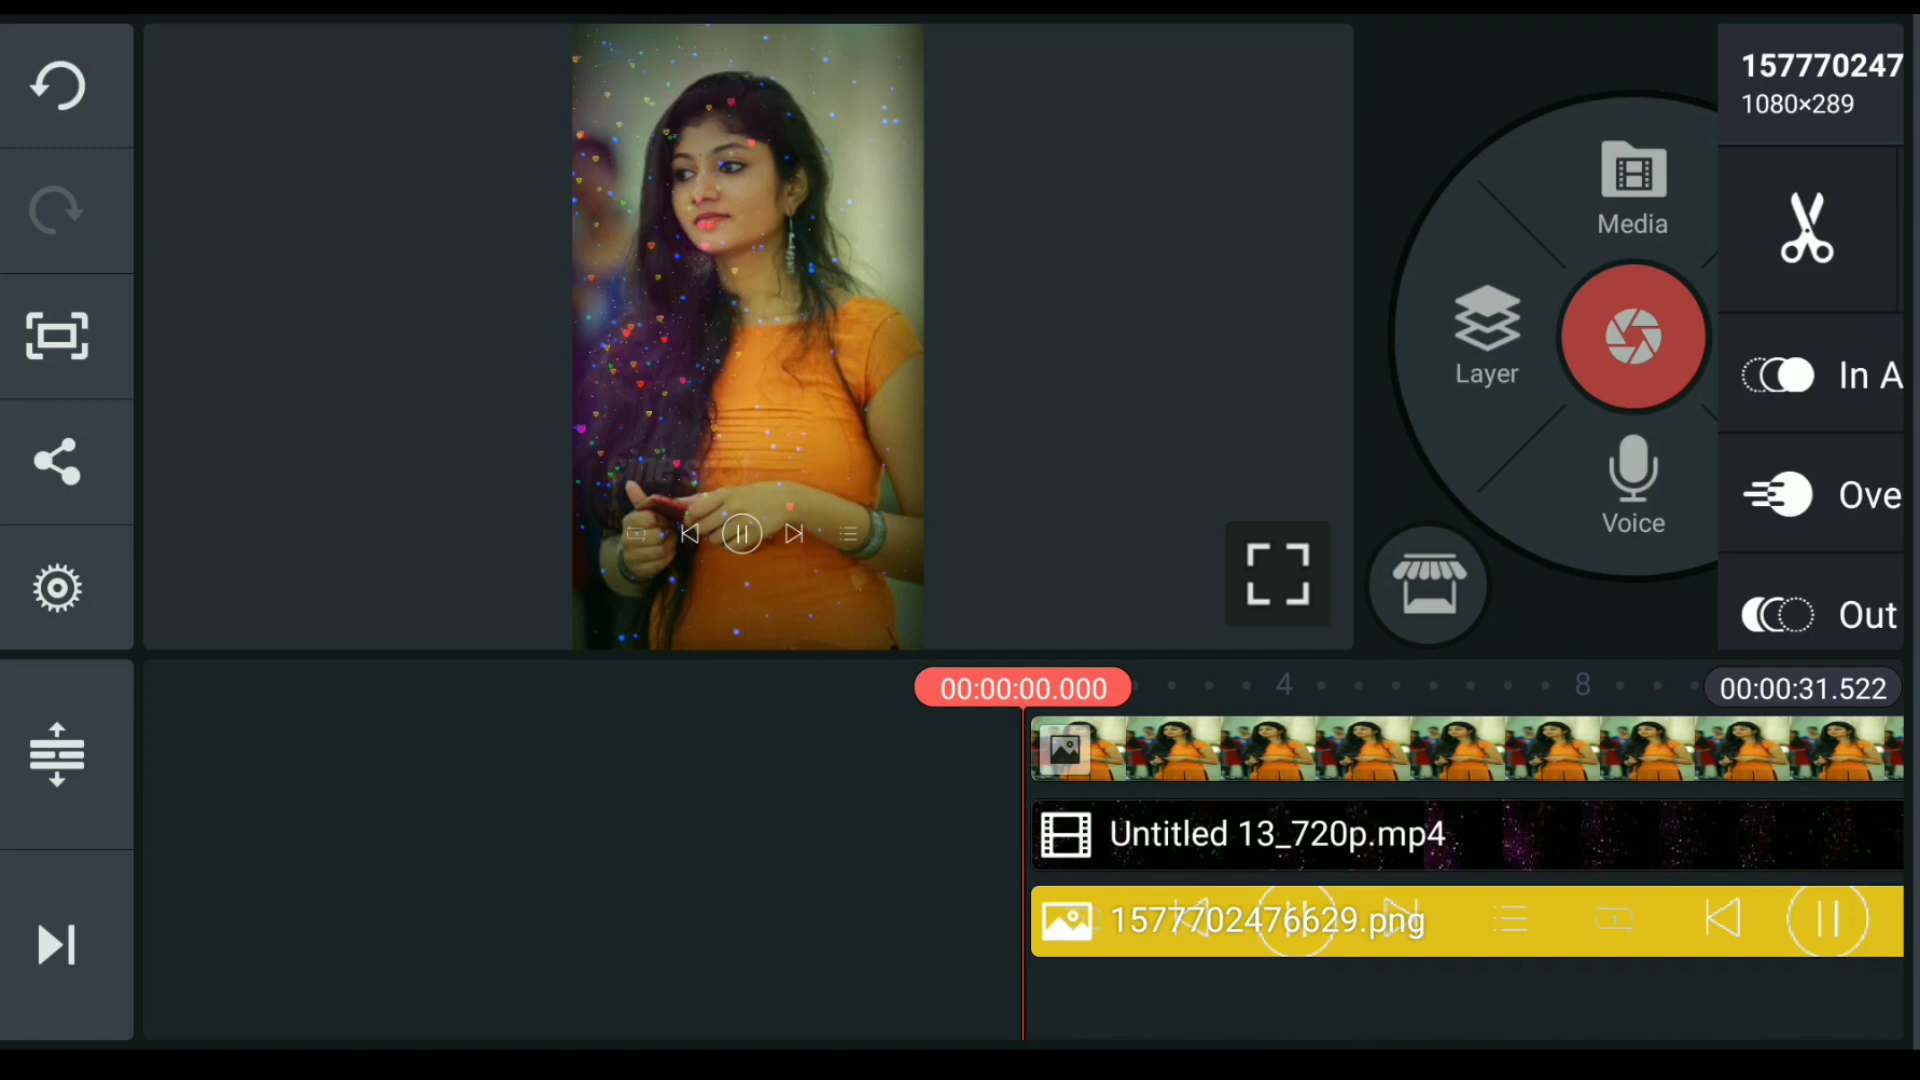 157770247
1080×289
Media
Layer
In A
Ove
Voice
Out
00:00:00.000
4
8
00:00:31.522
Untitled 13_720p.mp4
1577702476629.png